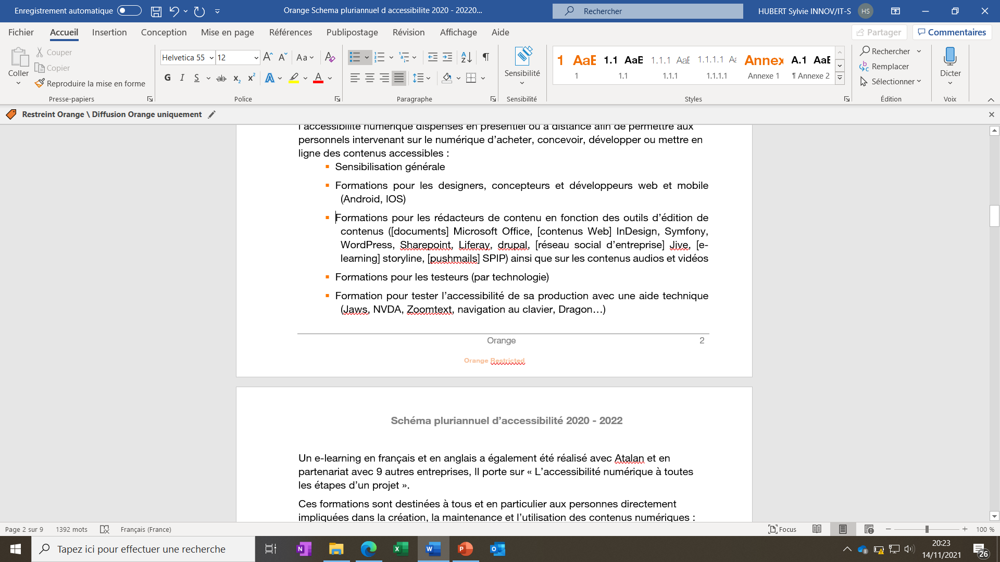 Enregistrement automatique
Orange Schema pluriannuel d accessibilite 2020 - 20220...
Rechercher
HUBERT Sylvie INNOV/IT-S
HS
Fichier Accueil Insertion Conception Mise en page Références Publipostage Révision Affichage Aide
Partager
Commentaires
Coller
Couper
Copier
Reproduire la mise en forme
Presse-papiers
Helvetica 55
12
Aa
G I S ab x₂ x² A A
Police
Paragraphe
Sensibilité
Sensibilité
1 AaB
1.1 AaB
1.1.1 AaB
1.1.1.1 Aa
Annex
A.1 AaB
1
1.1
1.1.1
1.1.1.1
Annexe 1
¶ Annexe 2
Styles
Rechercher
Remplacer
Sélectionner
Édition
Dicter
Voix
Restreint Orange \ Diffusion Orange uniquement
l'accessibilité numérique dispensés en présentiel ou à distance afin de permettre aux
personnels intervenant sur le numérique d’acheter, concevoir, développer ou mettre en
ligne des contenus accessibles :
▪ Sensibilisation générale
▪ Formations pour les designers, concepteurs et développeurs web et mobile
(Android, IOS)
▪ Formations pour les rédacteurs de contenu en fonction des outils d’édition de
contenus ([documents] Microsoft Office, [contenus Web] InDesign, Symfony,
WordPress, Sharepoint, Liferay, drupal, [réseau social d’entreprise] Jive, [e-
learning] storyline, [pushmails] SPIP) ainsi que sur les contenus audios et vidéos
▪ Formations pour les testeurs (par technologie)
▪ Formation pour tester l’accessibilité de sa production avec une aide technique
(Jaws, NVDA, Zoomtext, navigation au clavier, Dragon…)
Orange 2
Orange Restricted
Schéma pluriannuel d’accessibilité 2020 - 2022
Un e-learning en français et en anglais a également été réalisé avec Atalan et en
partenariat avec 9 autres entreprises, Il porte sur « L’accessibilité numérique à toutes
les étapes d’un projet ».
Ces formations sont destinées à tous et en particulier aux personnes directement
impliquées dans la création, la maintenance et l’utilisation des contenus numériques :
Page 2 sur 9 1392 mots Français (France)
Focus
100 %
Tapez ici pour effectuer une recherche
20:23
14/11/2021
26